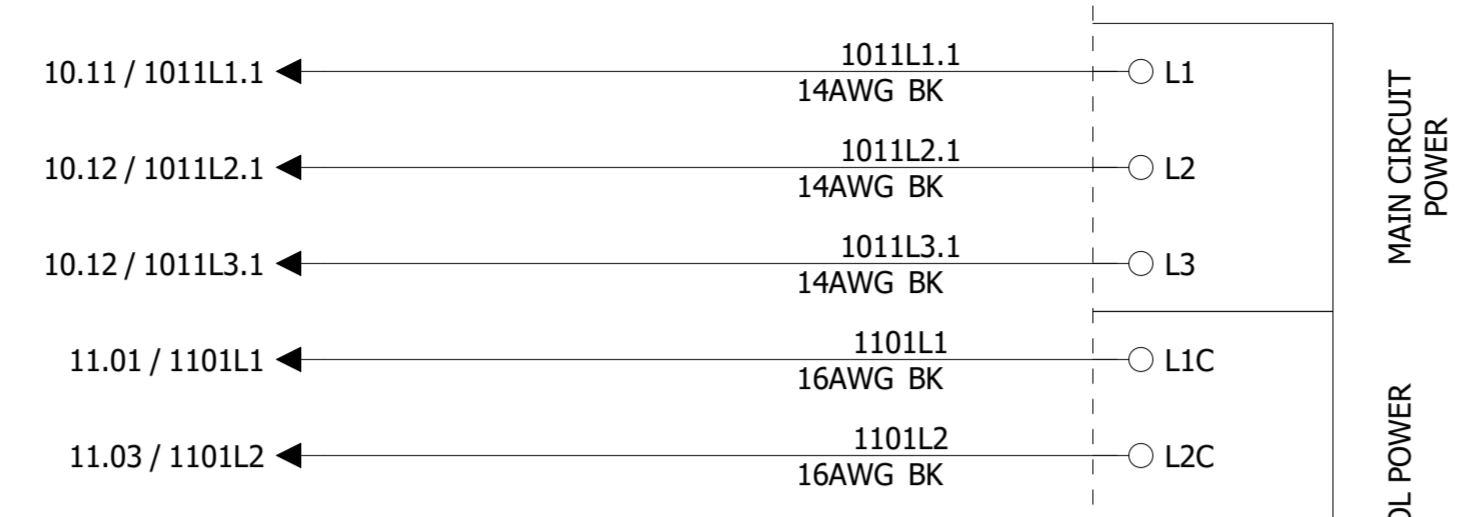 10.11 / 1011L1.1
1011L1.1
14AWG BK
L1
10.12 / 1011L2.1
1011L2.1
14AWG BK
L2
10.12 / 1011L3.1
1011L3.1
14AWG BK
L3
MAIN CIRCUIT
POWER
11.01 / 1101L1
1101L1
16AWG BK
L1C
11.03 / 1101L2
1101L2
16AWG BK
L2C
POWER